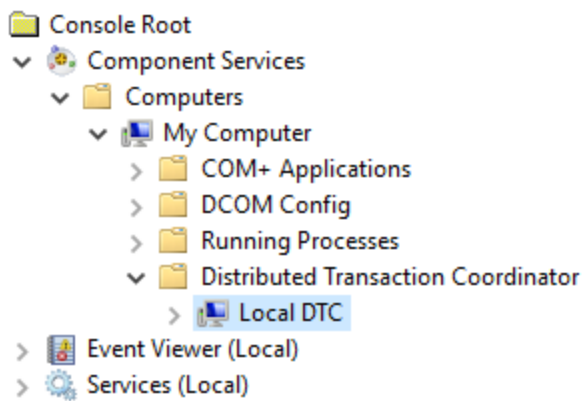 Console Root
Component Services
Computers
My Computer
COM+ Applications
DCOM Config
Running Processes
Distributed Transaction Coordinator
Local DTC
Event Viewer (Local)
Services (Local)